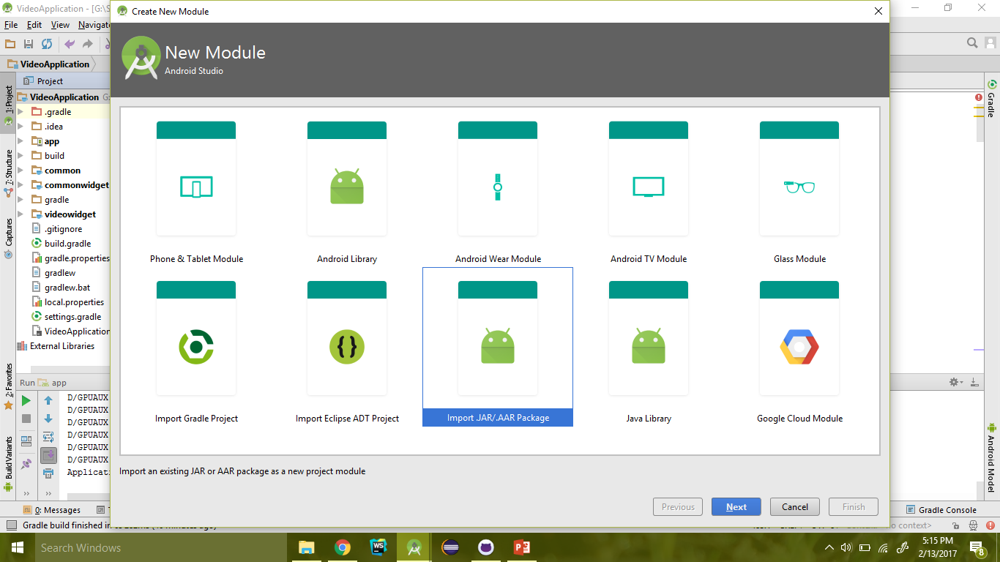 VideoApplication - [G:\S
Create New Module
File Edit View Navigat
New Module
Android Studio
VideoApplication
1: Project
Project
VideoApplication
.gradle
.idea
app
build
common
commonwidget
gradle
videowidget
.gitignore
build.gradle
gradle.properties
gradlew
gradlew.bat
local.properties
settings.gradle
VideoApplication
External Libraries
7: Structure
Captures
2: Favorites
Build Variants
Phone & Tablet Module
Android Library
Android Wear Module
Android TV Module
Glass Module
Import Gradle Project
Import Eclipse ADT Project
Import .JAR/.AAR Package
Java Library
Google Cloud Module
Import an existing JAR or AAR package as a new project module
Previous
Next
Cancel
Finish
Gradle
Android Model
Run app
D/GPUAUX
D/GPUAUX
D/GPUAUX
D/GPUAUX
D/GPUAUX
D/GPUAUX
Applicati
0: Messages
Gradle Console
Gradle build finished in
context>
Search Windows
WS
5:15 PM
2/13/2017
8